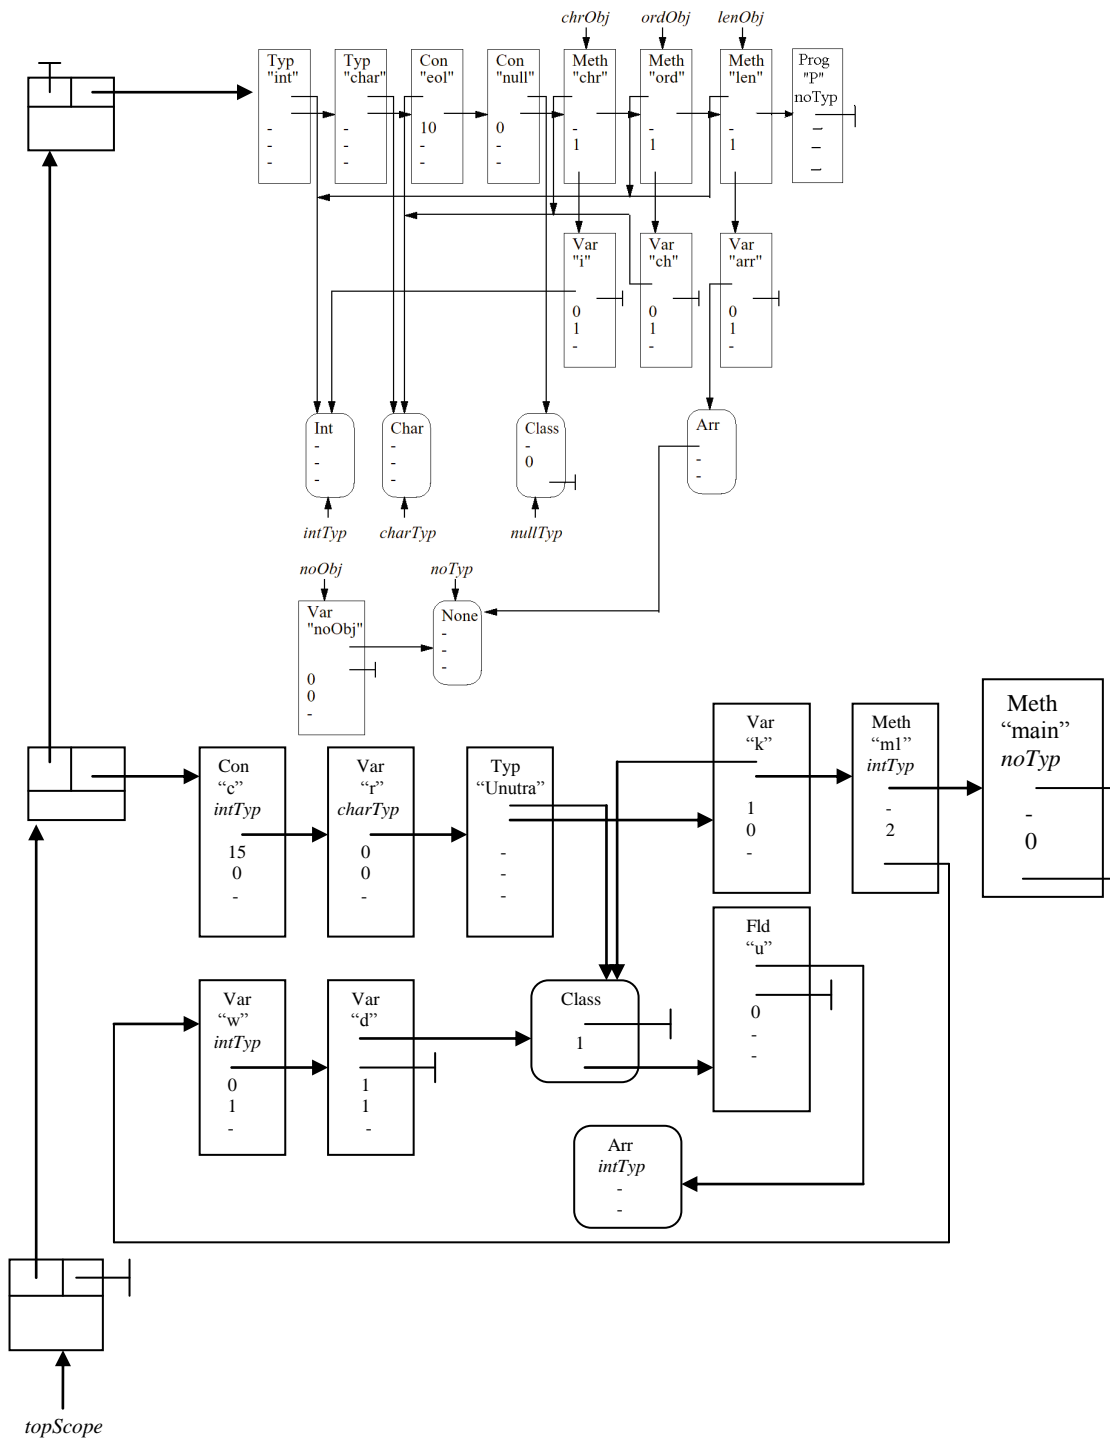 chrObj
ordObj
lenObj
Typ
"int"
-
-
-
Typ
"char"
-
-
-
Con
"eol"
10
-
-
Con
"null"
0
-
-
Meth
"chr"
-
1
Meth
"ord"
-
1
Meth
"len"
-
1
Prog
"P"
noTyp
-
-
-
Var
"i"
0
1
-
Var
"ch"
0
1
-
Var
"arr"
0
1
-
Int
-
-
-
Char
-
-
-
Class
-
0
Arr
-
-
intTyp
charTyp
nullTyp
noObj
noTyp
Var
"noObj"
0
0
-
None
-
-
-
Con
“c”
intTyp
15
0
-
Var
“r”
charTyp
0
0
-
Typ
“Unutra”
-
-
-
Var
“k”
1
0
-
Meth
“m1”
intTyp
-
2
Meth
“main”
noTyp
-
0
Var
“w”
intTyp
0
1
-
Var
“d”
1
1
-
Class
1
Fld
“u”
0
-
-
Arr
intTyp
-
-
topScope